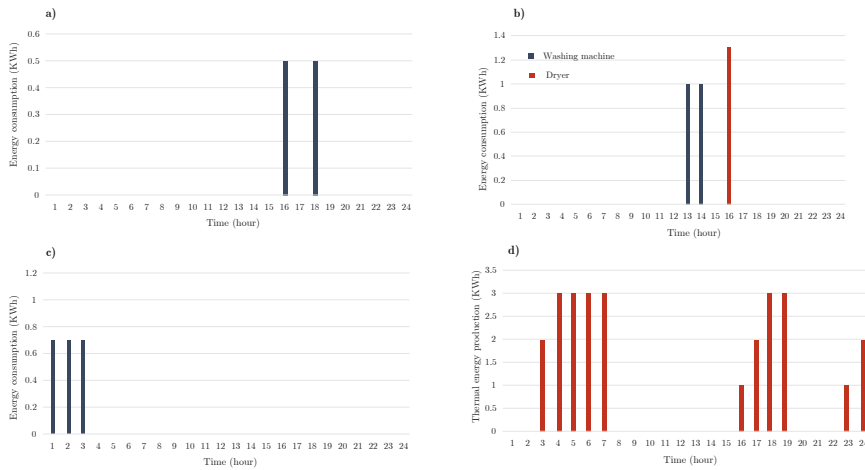 a)
Energy consumption (KWh)
0.6
0.5
0.4
0.3
0.2
0.1
0
1 2 3 4 5 6 7 8 9 10 11 12 13 14 15 16 17 18 19 20 21 22 23 24
Time (hour)
b)
Energy consumption (KWh)
1.4
1.2
1
0.8
0.6
0.4
0.2
0
Washing machine
Dryer
1 2 3 4 5 6 7 8 9 10 11 12 13 14 15 16 17 18 19 20 21 22 23 24
Time (hour)
c)
Energy consumption (KWh)
1.2
1
0.8
0.6
0.4
0.2
0
1 2 3 4 5 6 7 8 9 10 11 12 13 14 15 16 17 18 19 20 21 22 23 24
Time (hour)
d)
Thermal energy production (KWh)
3.5
3
2.5
2
1.5
1
0.5
0
1 2 3 4 5 6 7 8 9 10 11 12 13 14 15 16 17 18 19 20 21 22 23 24
Time (hour)